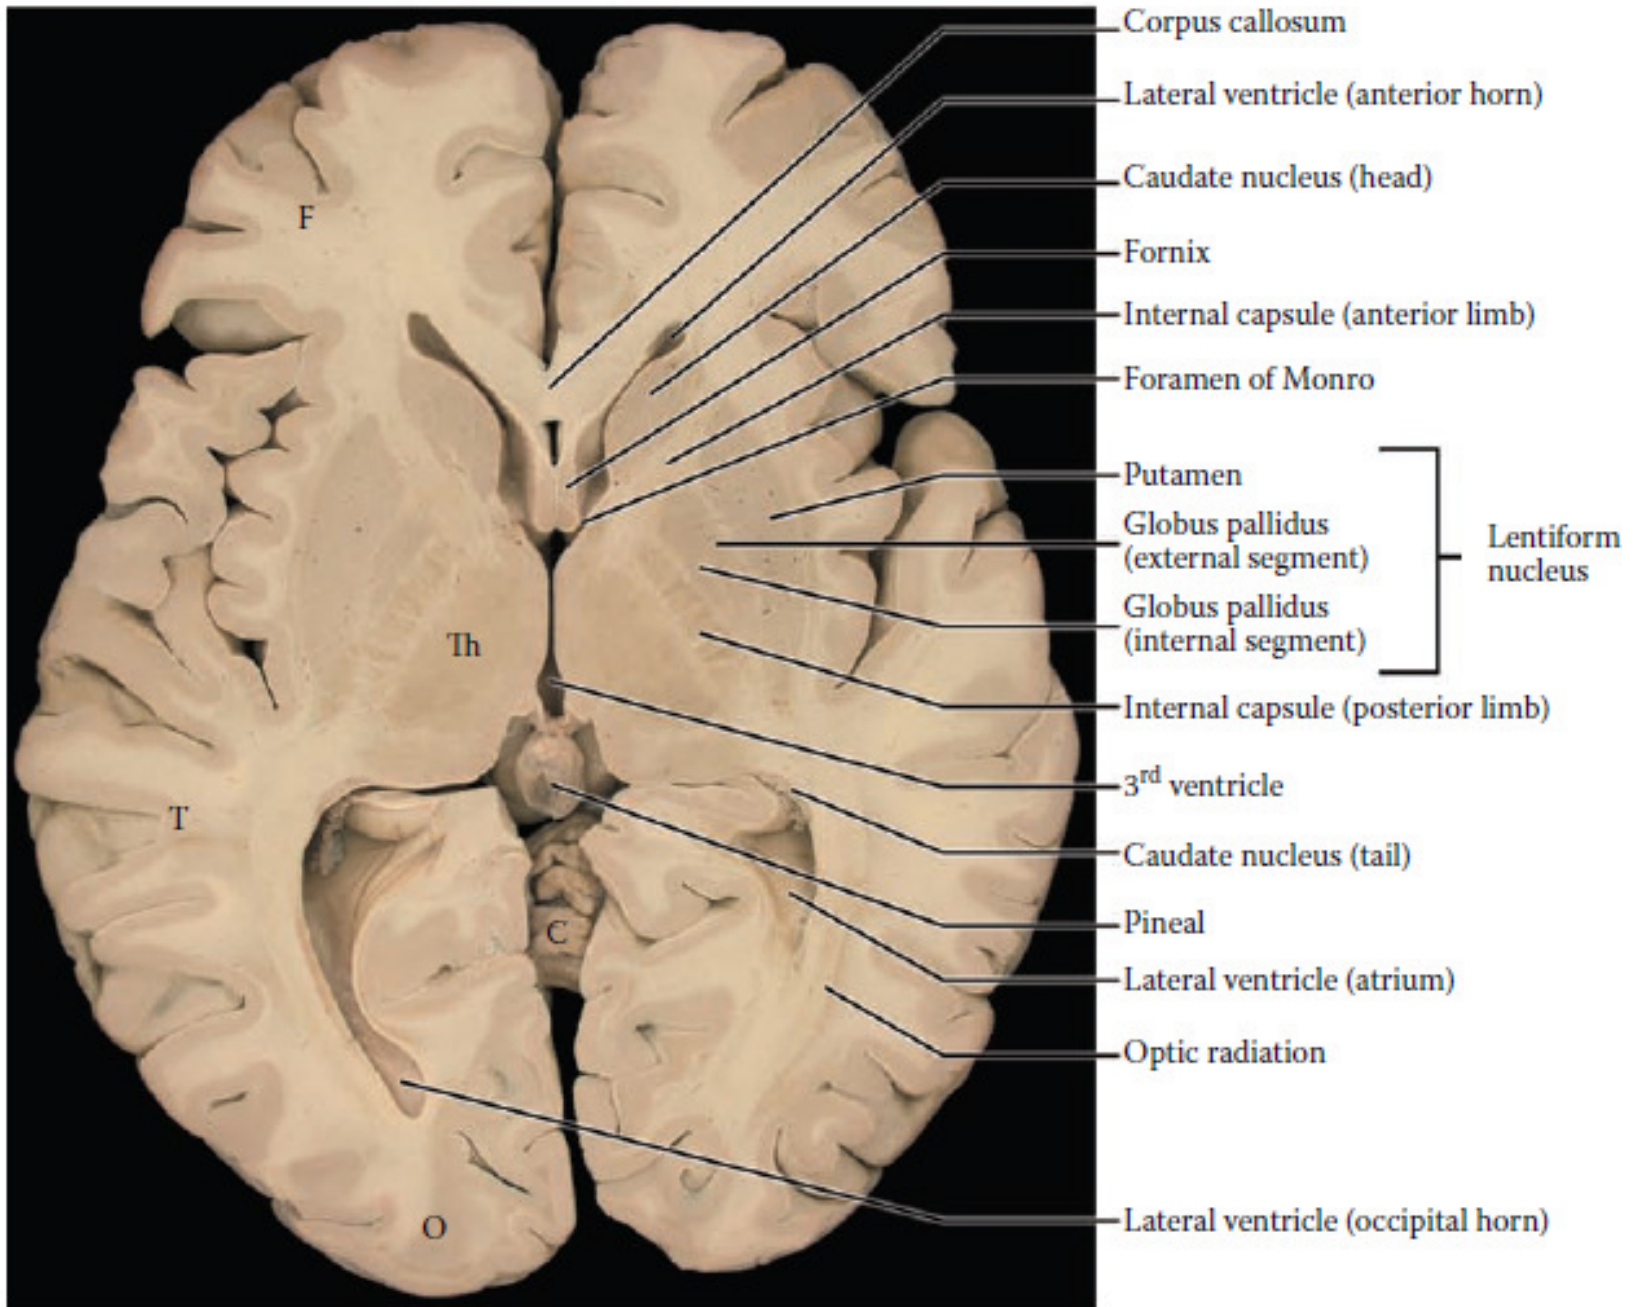 Corpus callosum
Lateral ventricle (anterior horn)
Caudate nucleus (head)
F
Fornix
Internal capsule (anterior limb)
Foramen of Monro
Putamen
Globus pallidus
(external segment)
Lentiform
nucleus
Globus pallidus
(internal segment)
Th
Internal capsule (posterior limb)
3rd ventricle
T
Caudate nucleus (tail)
Pineal
C
Lateral ventricle (atrium)
Optic radiation
Lateral ventricle (occipital horn)
O